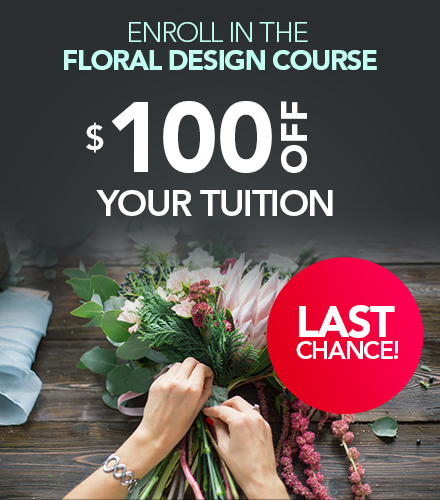 ENROLL IN THE
FLORAL DESIGN COURSE
$100 OFF
YOUR TUITION
LAST
CHANCE!